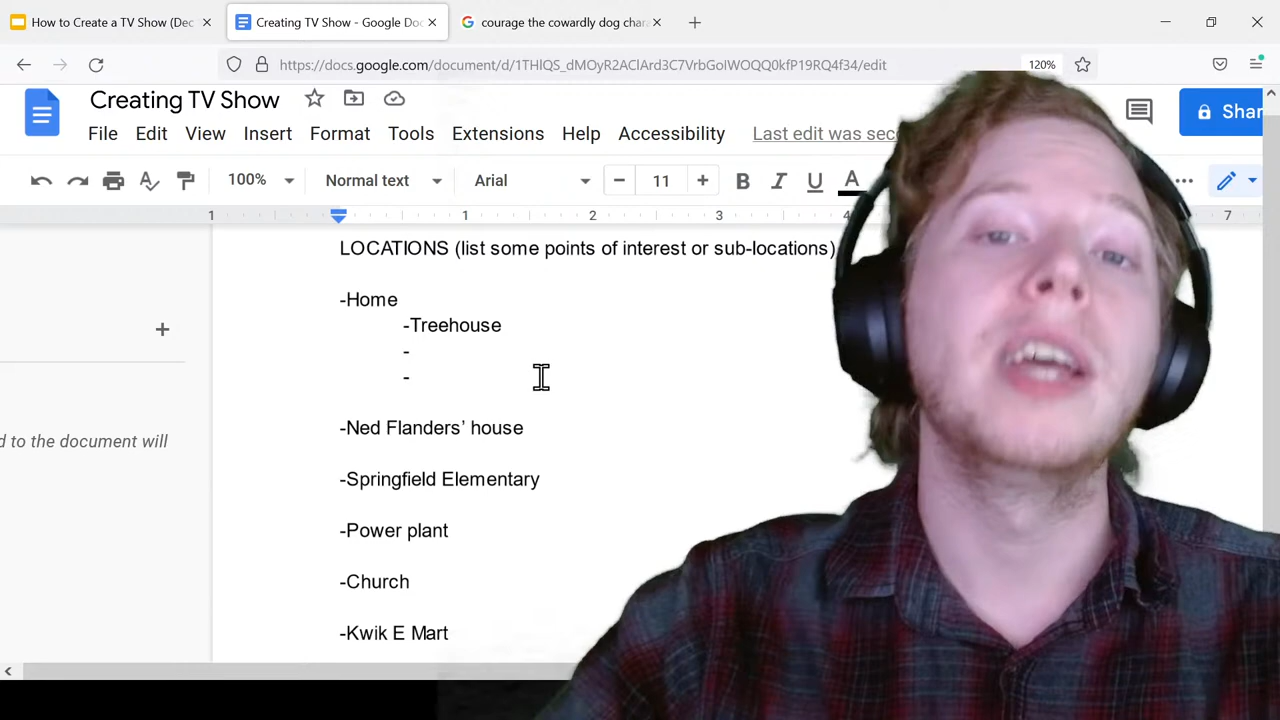 How to Create a TV Show (Dec
Creating TV Show - Google Doc
courage the cowardly dog chara
https://docs.google.com/document/d/1THlQS_dMOyR2AClArd3C7VrbGoIWOQQ0kfP19RQ4f34/edit
120%
Creating TV Show
Shar
File Edit View Insert Format Tools Extensions Help Accessibility Last edit was sec
100% Normal text Arial 11 B I U A
1 1 2 3 4 7
LOCATIONS (list some points of interest or sub-locations)
-Home
-Treehouse
-
-
d to the document will
-Ned Flanders’ house
-Springfield Elementary
-Power plant
-Church
-Kwik E Mart